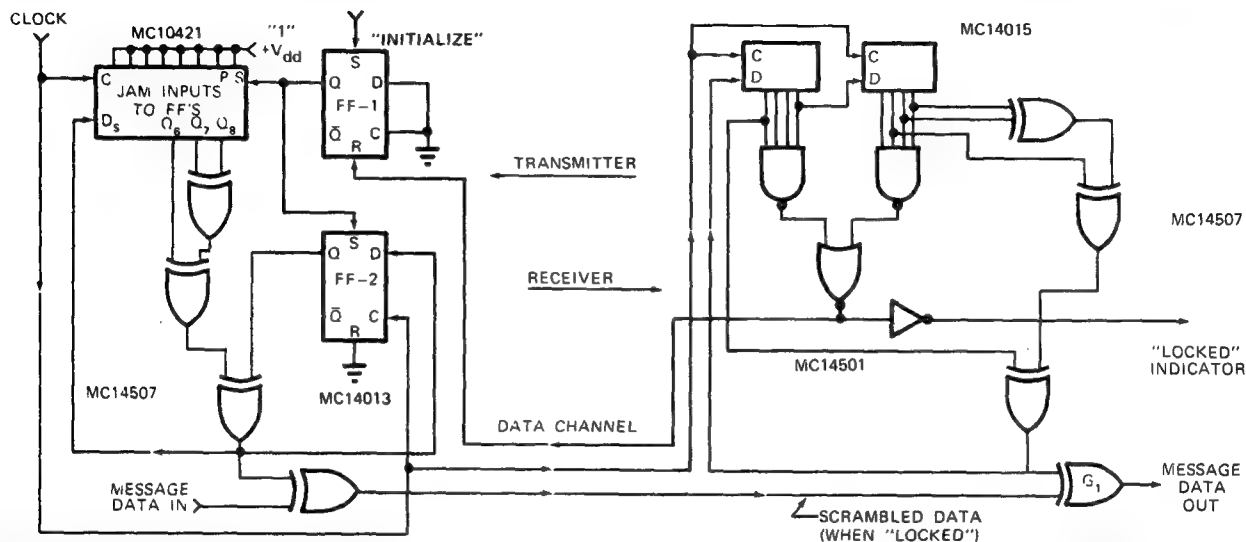 CLOCK
MC10421
"1"
+Vdd
C
P S
JAM INPUTS
TO FF'S
Ds
Q6 Q7 Q8
"INITIALIZE"
S
Q D
FF-1
Q̅ C
R
TRANSMITTER
S
Q D
FF-2
Q̅ C
R
RECEIVER
MC14507
MC14013
DATA CHANNEL
MESSAGE
DATA IN
MC14015
C
D
C
D
MC14507
MC14501
"LOCKED"
INDICATOR
G1
MESSAGE
DATA
OUT
SCRAMBLED DATA
(WHEN "LOCKED")